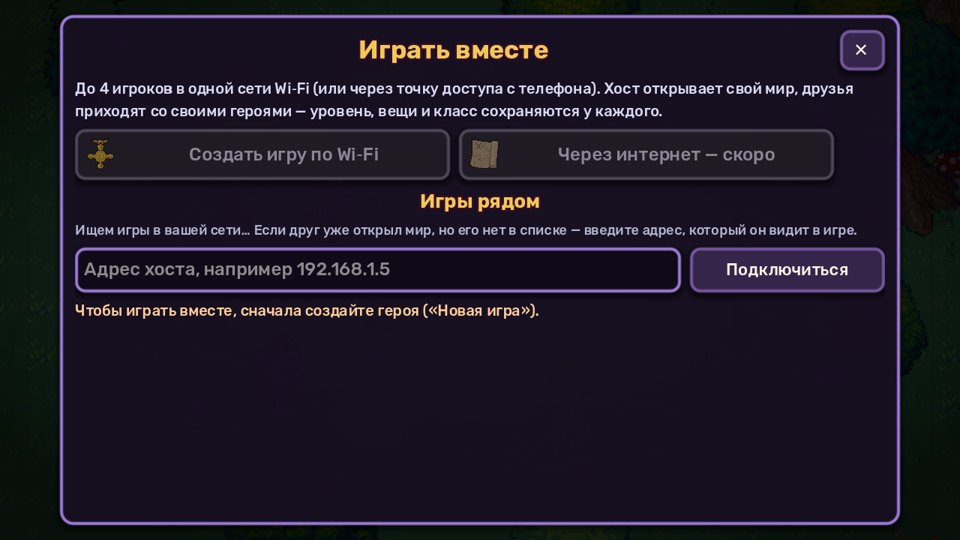 Играть вместе
×
До 4 игроков в одной сети Wi-Fi (или через точку доступа с телефона). Хост открывает свой мир, друзья
приходят со своими героями — уровень, вещи и класс сохраняются у каждого.
Создать игру по Wi-Fi
Через интернет — скоро
Игры рядом
Ищем игры в вашей сети… Если друг уже открыл мир, но его нет в списке — введите адрес, который он видит в игре.
Адрес хоста, например 192.168.1.5
Подключиться
Чтобы играть вместе, сначала создайте героя («Новая игра»).